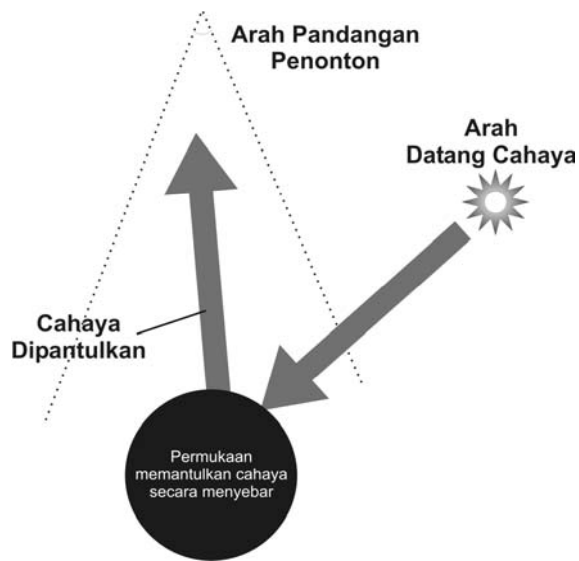 Arah Pandangan
Penonton
Arah
Datang Cahaya
Cahaya
Dipantulkan
Permukaan
memantulkan cahaya
secara menyebar